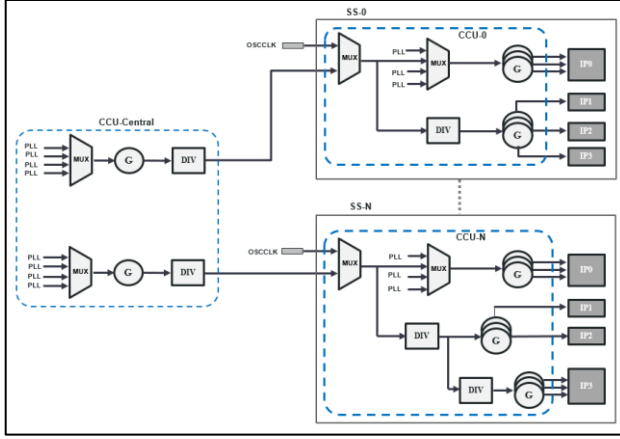 SS-0
CCU-0
OSCCLK
MUX
PLL
PLL
PLL
MUX
G
IP0
DIV
G
IP1
IP2
IP3
CCU-Central
PLL
PLL
PLL
PLL
MUX
G
DIV
PLL
PLL
PLL
PLL
MUX
G
DIV
SS-N
CCU-N
OSCCLK
MUX
PLL
PLL
PLL
MUX
G
IP0
DIV
G
IP1
IP2
DIV
G
IP3